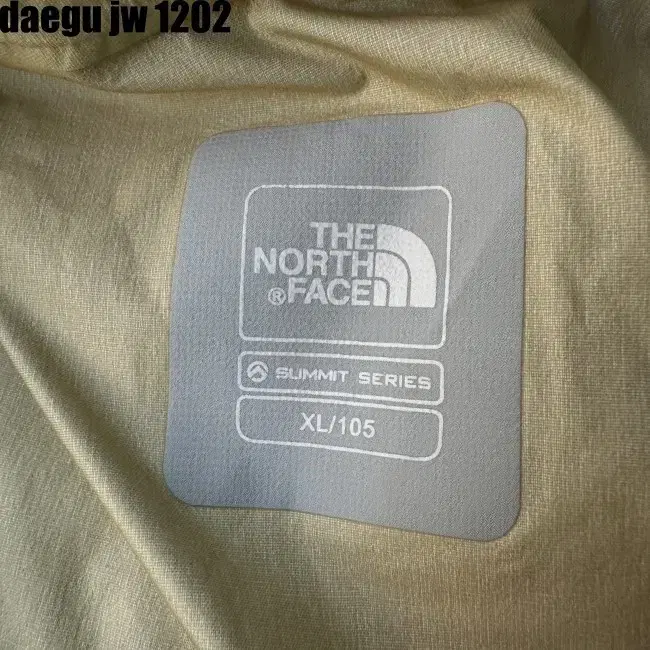 daegu jw 1202
THE
NORTH
®FACE
SUMMIT SERIES
XL/105